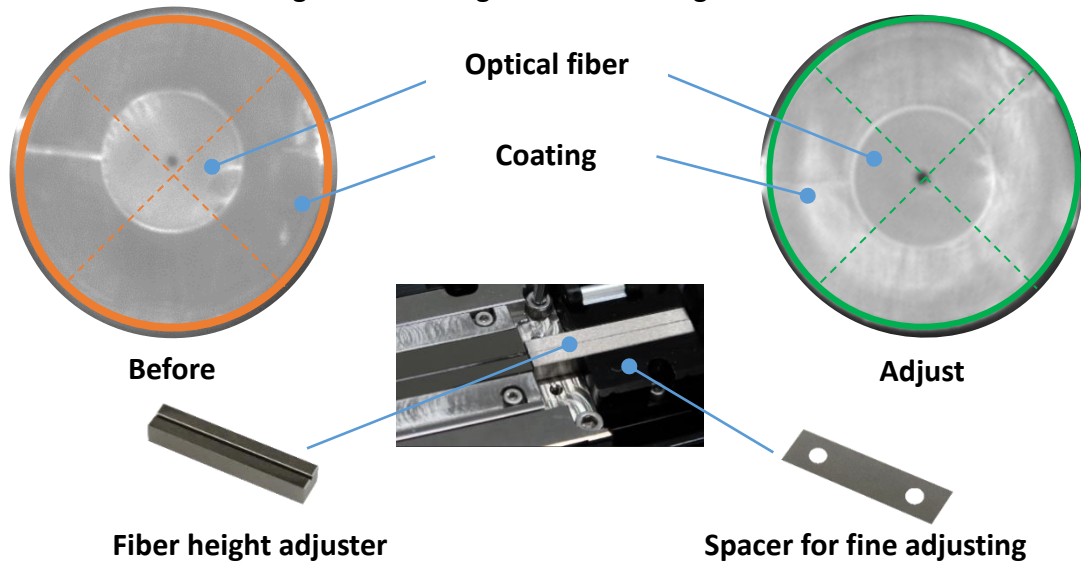 Optical fiber
Coating
Before
Adjust
Fiber height adjuster
Spacer for fine adjusting